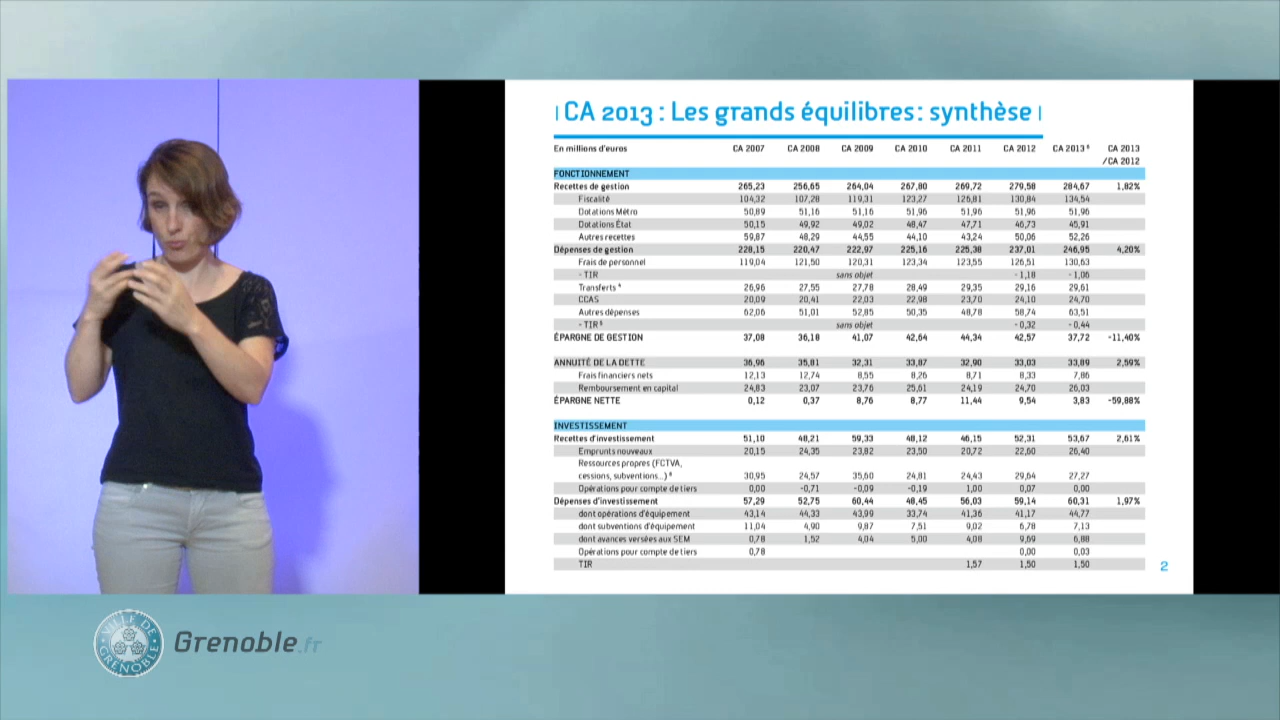 CA 2013 : Les grands équilibres : synthèse
En millions d'euros CA 2007 CA 2008 CA 2009 CA 2010 CA 2011 CA 2012 CA 2013 ⁶ CA 2013 /CA 2012
FONCTIONNEMENT
Recettes de gestion 265,23 256,65 264,04 267,80 269,72 279,58 284,67 1,82%
Fiscalité 104,32 107,28 119,31 123,27 126,81 130,84 134,54
Dotations Métro 50,89 51,16 51,16 51,96 51,96 51,96 51,96
Dotations État 50,15 49,92 49,02 48,47 47,71 46,73 45,91
Autres recettes 59,87 48,29 44,55 44,10 43,24 50,06 52,26
Dépenses de gestion 228,15 220,47 222,97 225,16 225,38 237,01 246,95 4,20%
Frais de personnel 119,04 121,50 120,31 123,34 123,55 126,51 130,63
- TIR sans objet - 1,18 - 1,06
Transferts ⁴ 26,96 27,55 27,78 28,49 29,35 29,16 29,61
CCAS 20,09 20,41 22,03 22,98 23,70 24,10 24,70
Autres dépenses 62,06 51,01 52,85 50,35 48,78 58,74 63,51
- TIR ⁵ sans objet - 0,32 - 0,44
ÉPARGNE DE GESTION 37,08 36,18 41,07 42,64 44,34 42,57 37,72 -11,40%
ANNUITÉ DE LA DETTE 36,96 35,81 32,31 33,87 32,90 33,03 33,89 2,59%
Frais financiers nets 12,13 12,74 8,55 8,26 8,71 8,33 7,86
Remboursement en capital 24,83 23,07 23,76 25,61 24,19 24,70 26,03
ÉPARGNE NETTE 0,12 0,37 8,76 8,77 11,44 9,54 3,83 -59,88%
INVESTISSEMENT
Recettes d'investissement 51,10 48,21 59,33 48,12 46,15 52,31 53,67 2,61%
Emprunts nouveaux 20,15 24,35 23,82 23,50 20,72 22,60 26,40
Ressources propres (FCTVA,
cessions, subventions...) 30,95 24,57 35,60 24,81 24,43 29,64 27,27
Opérations pour compte de tiers 0,00 -0,71 -0,09 -0,19 1,00 0,07 0,00
Dépenses d'investissement 57,29 52,75 60,44 48,45 56,03 59,14 60,31 1,97%
dont opérations d'équipement 43,14 44,33 43,99 33,74 41,36 41,17 44,77
dont subventions d'équipement 11,04 4,90 9,87 7,51 9,02 6,78 7,13
dont avances versées aux SEM 0,78 1,52 4,04 5,00 4,08 9,69 6,88
Opérations pour compte de tiers 0,78 0,00 0,03
TIR 1,57 1,50 1,50
2
VILLE DE GRENOBLE
Grenoble.fr